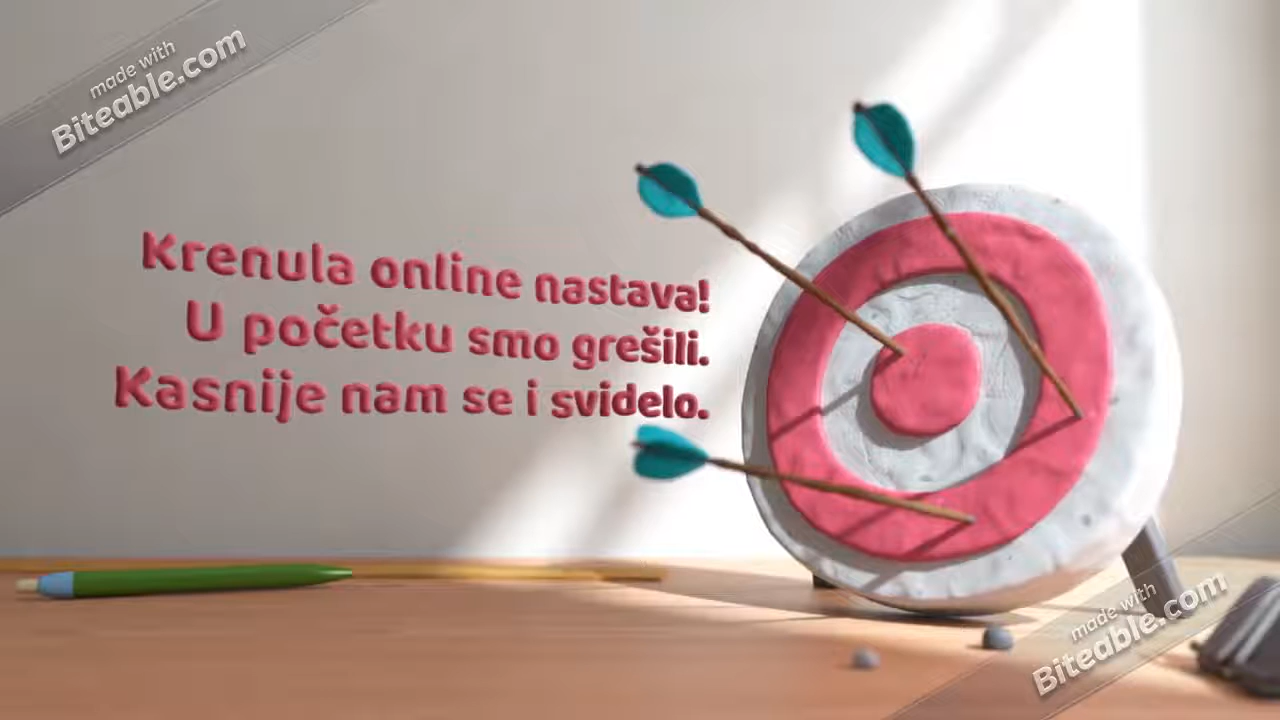 made with
Biteable.com
Krenula online nastava!
U početku smo grešili.
Kasnije nam se i svidelo.
made with
Biteable.com